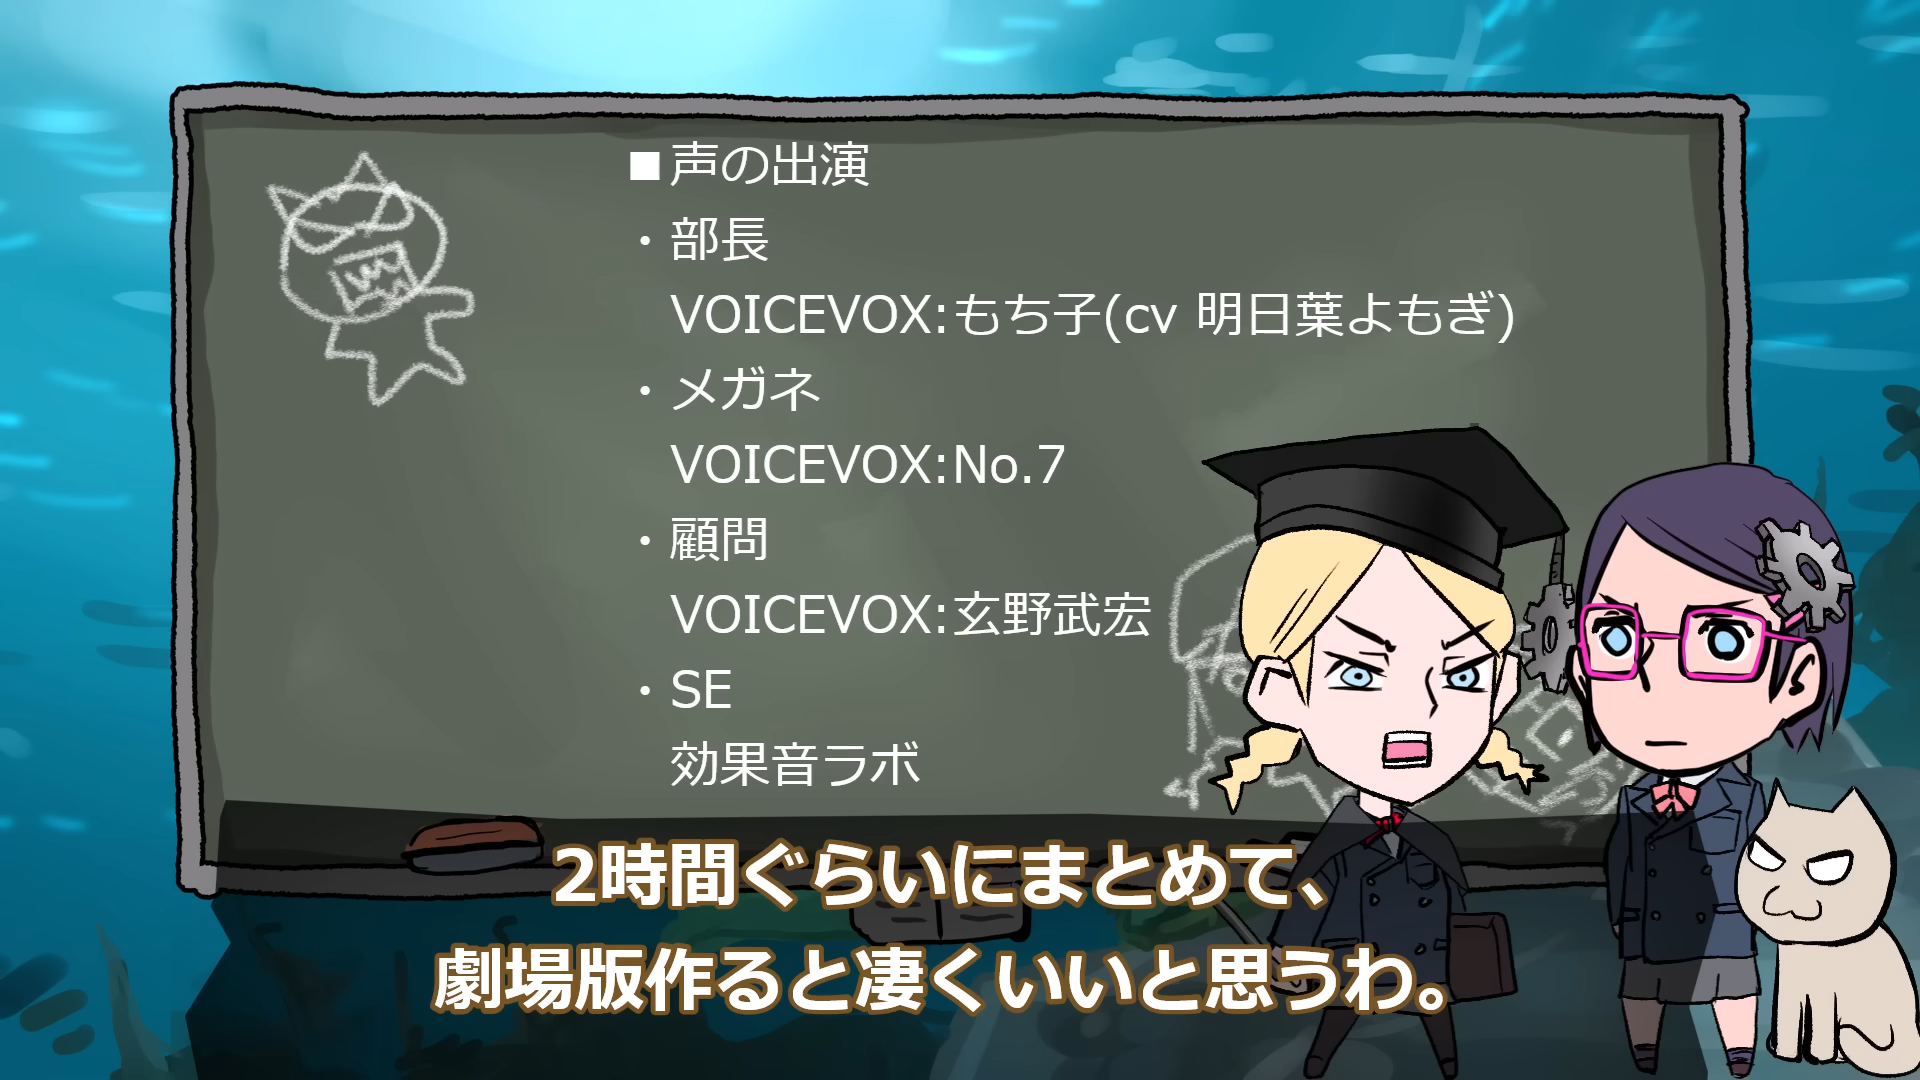 ■声の出演
・部長
VOICEVOX:もち子(cv 明日葉よもぎ)
・メガネ
VOICEVOX:No.7
・顧問
VOICEVOX:玄野武宏
・SE
効果音ラボ
2時間ぐらいにまとめて、
劇場版作ると凄くいいと思うわ。